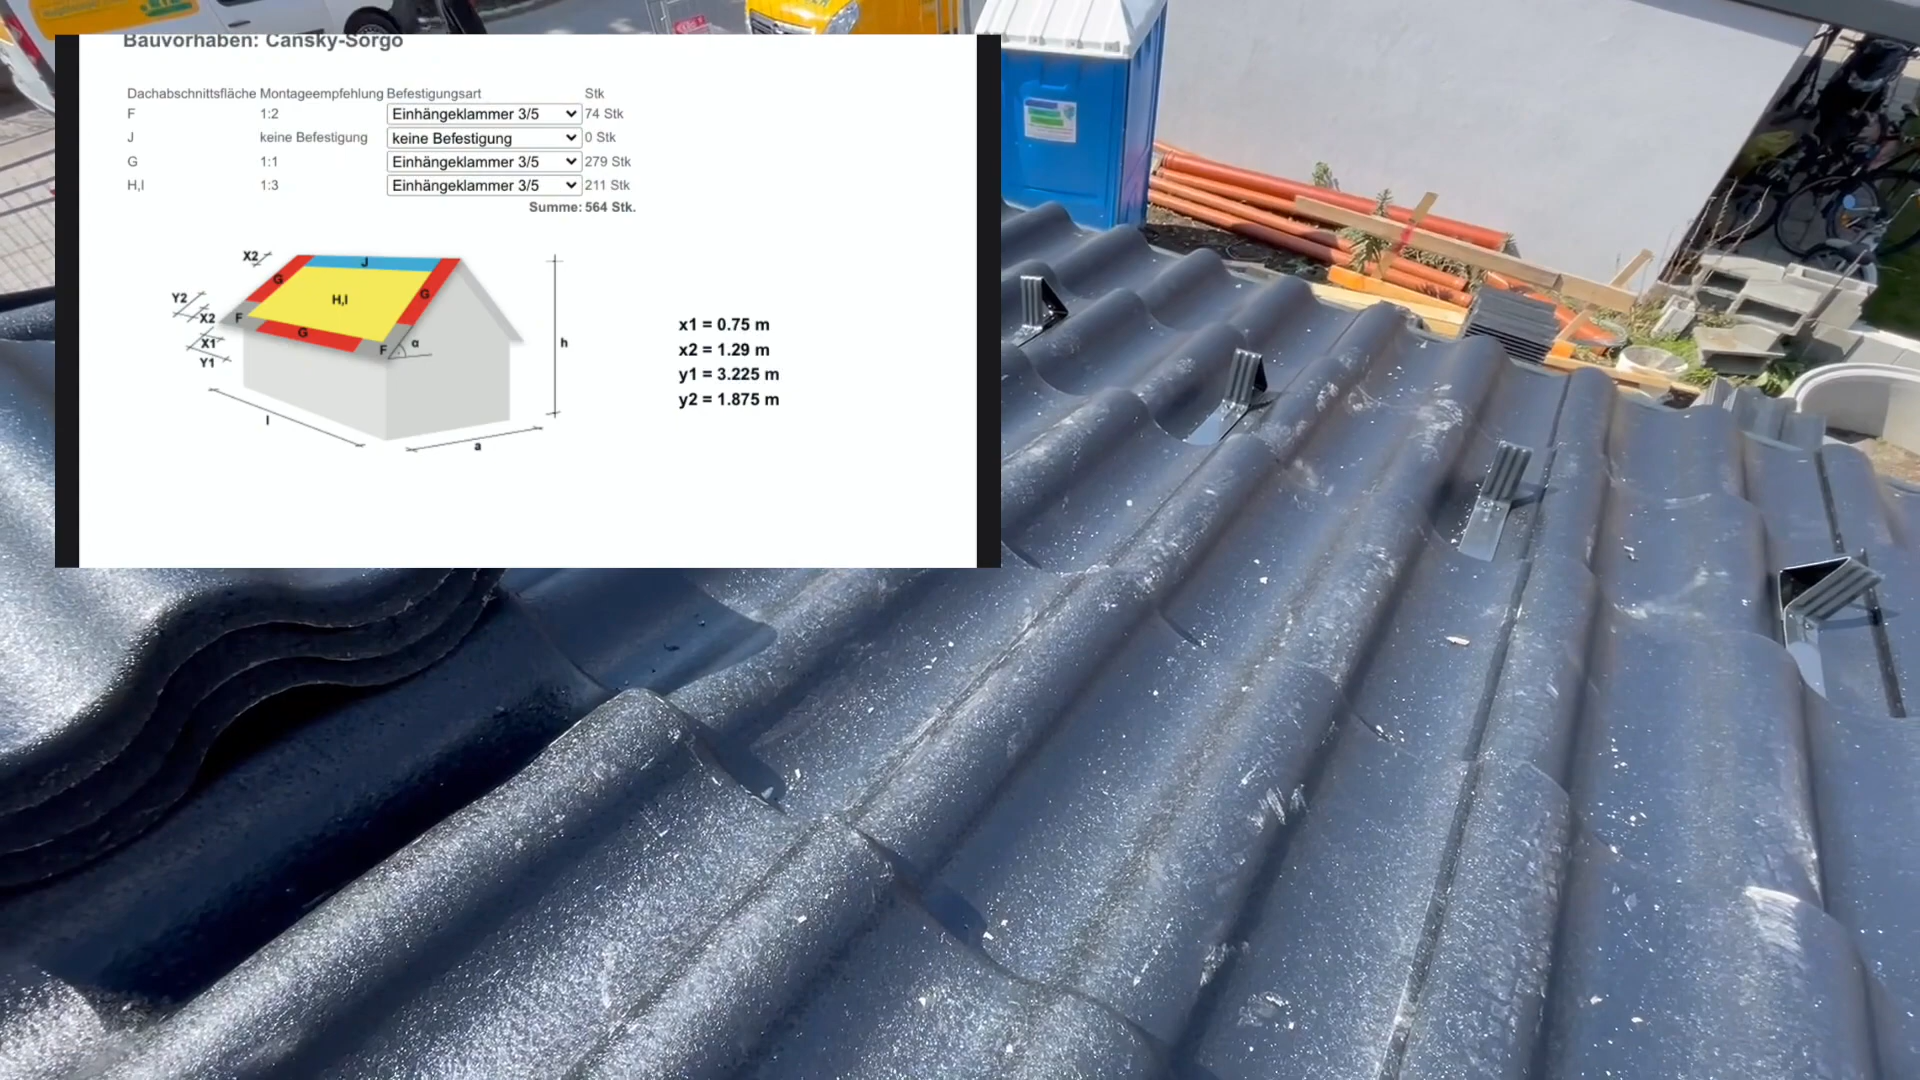 Bauvorhaben: Cansky-Sorgo
Dachabschnittsfläche Montageempfehlung Befestigungsart Stk
F 1:2 Einhängeklammer 3/5 74 Stk
J keine Befestigung keine Befestigung 0 Stk
G 1:1 Einhängeklammer 3/5 279 Stk
H,I 1:3 Einhängeklammer 3/5 211 Stk
Summe: 564 Stk.
X2
J
G
H,I
G
Y2
X2
F
G
X1
F
α
Y1
h
l
a
x1 = 0.75 m
x2 = 1.29 m
y1 = 3.225 m
y2 = 1.875 m